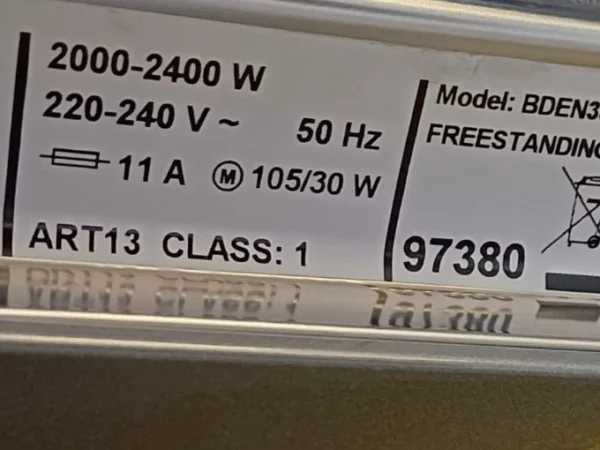 2000-2400 W
220-240 V ~ 50 Hz
11 A M 105/30 W
ART13 CLASS: 1
Model: BDEN3
FREESTANDING
97380